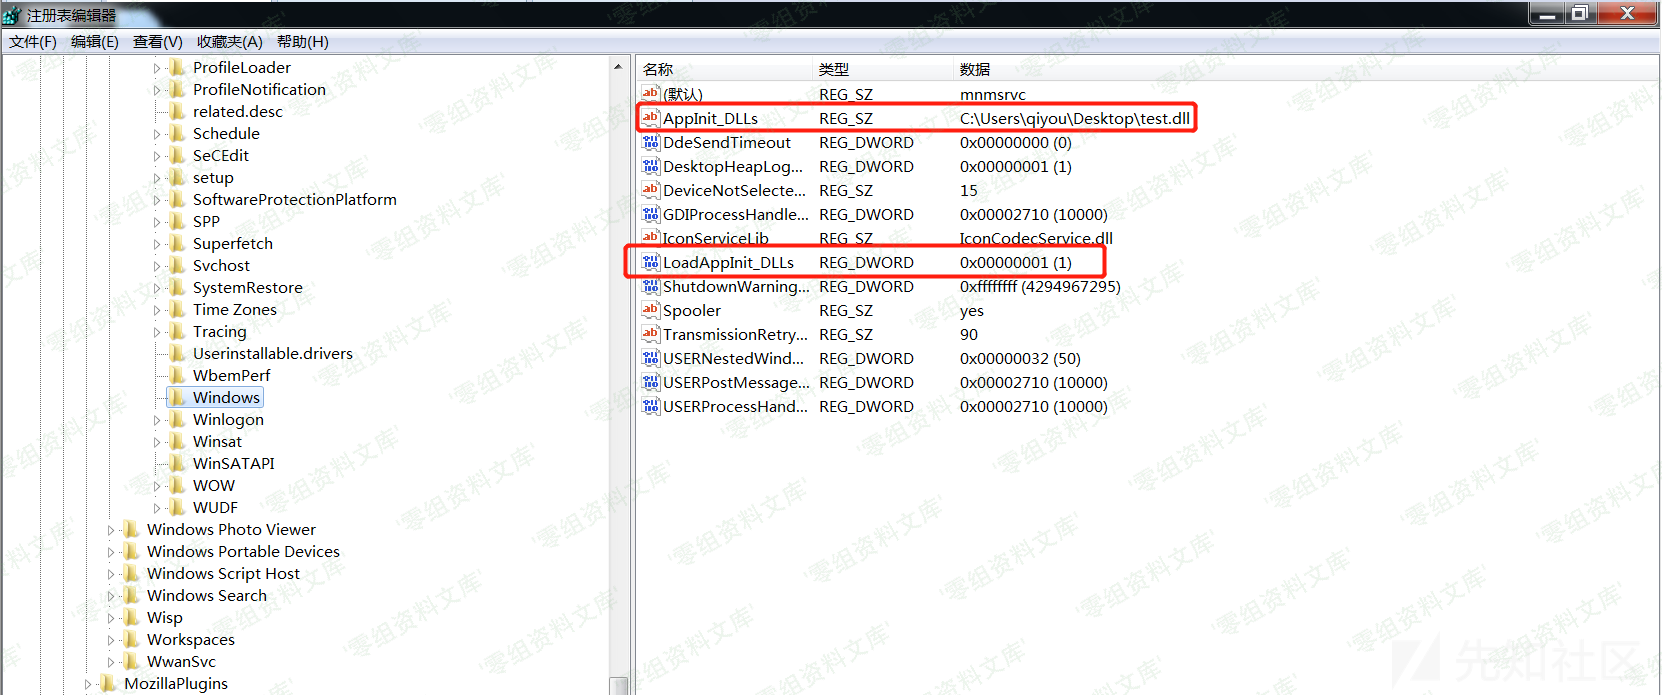 注册表编辑器
文件(F) 编辑(E) 查看(V) 收藏夹(A) 帮助(H)
ProfileLoader
ProfileNotification
related.desc
Schedule
SeCEdit
setup
SoftwareProtectionPlatform
SPP
Superfetch
Svchost
SystemRestore
Time Zones
Tracing
Userinstallable.drivers
WbemPerf
Windows
Winlogon
Winsat
WinSATAPI
WOW
WUDF
Windows Photo Viewer
Windows Portable Devices
Windows Script Host
Windows Search
Wisp
Workspaces
WwanSvc
MozillaPlugins
名称 类型 数据
(默认) REG_SZ mnmsrvc
AppInit_DLLs REG_SZ C:\Users\qiyou\Desktop\test.dll
DdeSendTimeout REG_DWORD 0x00000000 (0)
DesktopHeapLog... REG_DWORD 0x00000001 (1)
DeviceNotSelecte... REG_SZ 15
GDIProcessHandle... REG_DWORD 0x00002710 (10000)
IconServiceLib REG_SZ IconCodecService.dll
LoadAppInit_DLLs REG_DWORD 0x00000001 (1)
ShutdownWarning... REG_DWORD 0xffffffff (4294967295)
Spooler REG_SZ yes
TransmissionRetry... REG_SZ 90
USERNestedWind... REG_DWORD 0x00000032 (50)
USERPostMessage... REG_DWORD 0x00002710 (10000)
USERProcessHand... REG_DWORD 0x00002710 (10000)
零组资料文库
先知社区